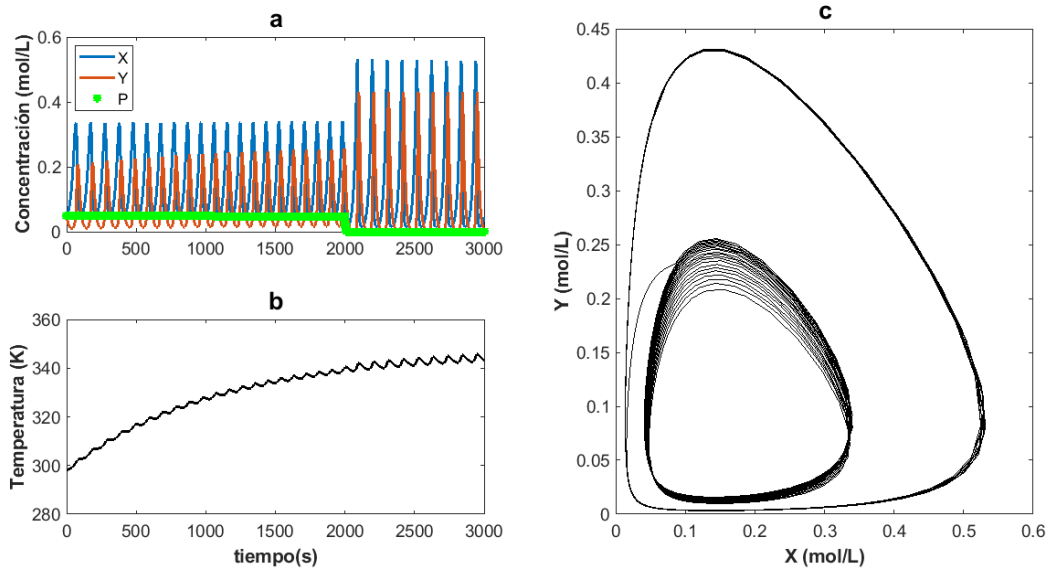 a
Concentración (mol/L)
0.6
0.4
0.2
0
X
Y
P
0 500 1000 1500 2000 2500 3000
b
Temperatura (K)
360
340
320
300
280
0 500 1000 1500 2000 2500 3000
tiempo(s)
c
Y (mol/L)
0.45
0.4
0.35
0.3
0.25
0.2
0.15
0.1
0.05
0
0 0.1 0.2 0.3 0.4 0.5 0.6
X (mol/L)